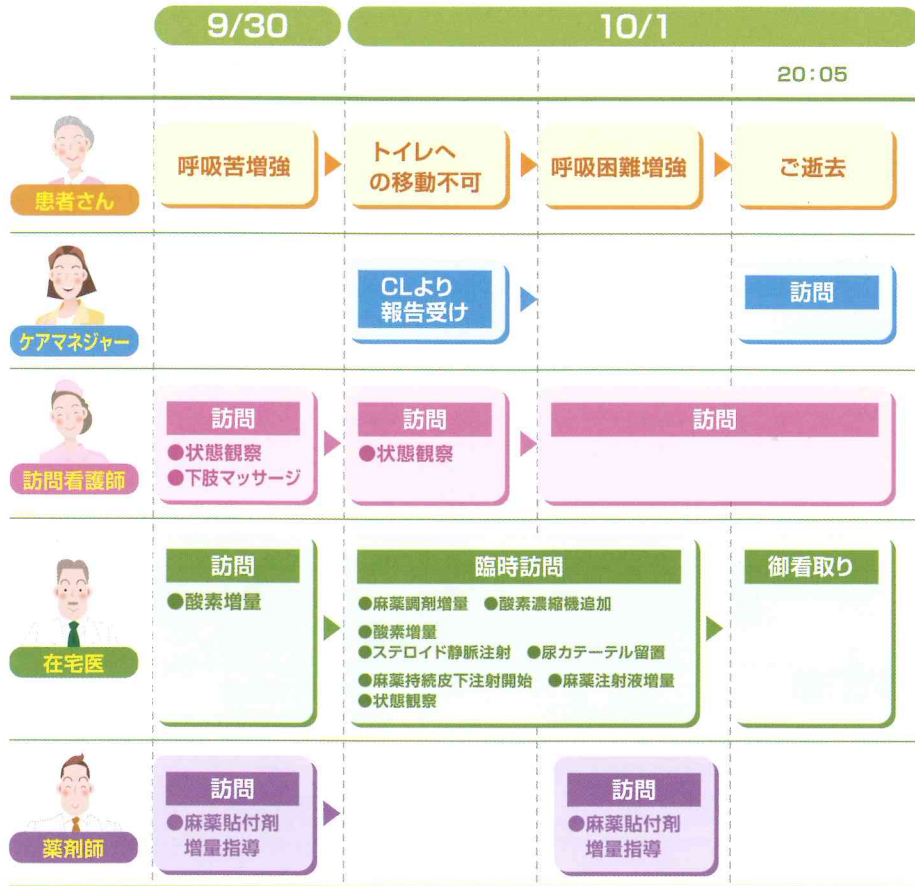 9/30
10/1
20:05
患者さん
呼吸苦増強
トイレへ
の移動不可
呼吸困難増強
ご逝去
ケアマネジャー
CLより
報告受け
訪問
訪問看護師
訪問
●状態観察
●下肢マッサージ
訪問
●状態観察
訪問
在宅医
訪問
●酸素増量
臨時訪問
●麻薬調剤増量 ●酸素濃縮機追加
●酸素増量
●ステロイド静脈注射 ●尿カテーテル留置
●麻薬持続皮下注射開始 ●麻薬注射液増量
●状態観察
御看取り
薬剤師
訪問
●麻薬貼付剤
増量指導
訪問
●麻薬貼付剤
増量指導